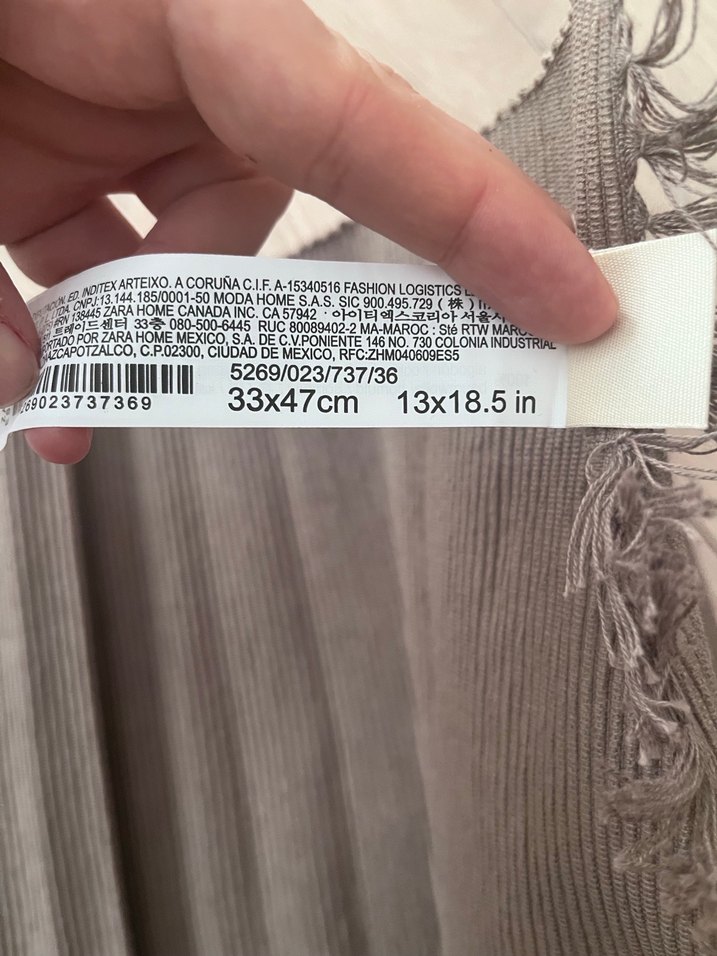 ED. INDITEX ARTEIXO. A CORUÑA C.I.F. A-15340516 FASHION LOGISTICS
LTDA. CNPJ:13.144.185/0001-50 MODA HOME S.A.S. SIC 900.495.729 ( 株 )
138445 ZARA HOME CANADA INC. CA 57942 · 아이티엑스코리아 서울시
트레이드센터 33층 080-500-6445 RUC 80089402-2 MA-MAROC : Sté RTW
POR ZARA HOME MEXICO, S.A. DE C.V.PONIENTE 146 NO. 730 COLONIA INDUSTRIAL
AZCAPOTZALCO, C.P.02300, CIUDAD DE MEXICO, RFC:ZHM040609ES5
5269/023/737/36
69023737369
33x47cm 13x18.5 in